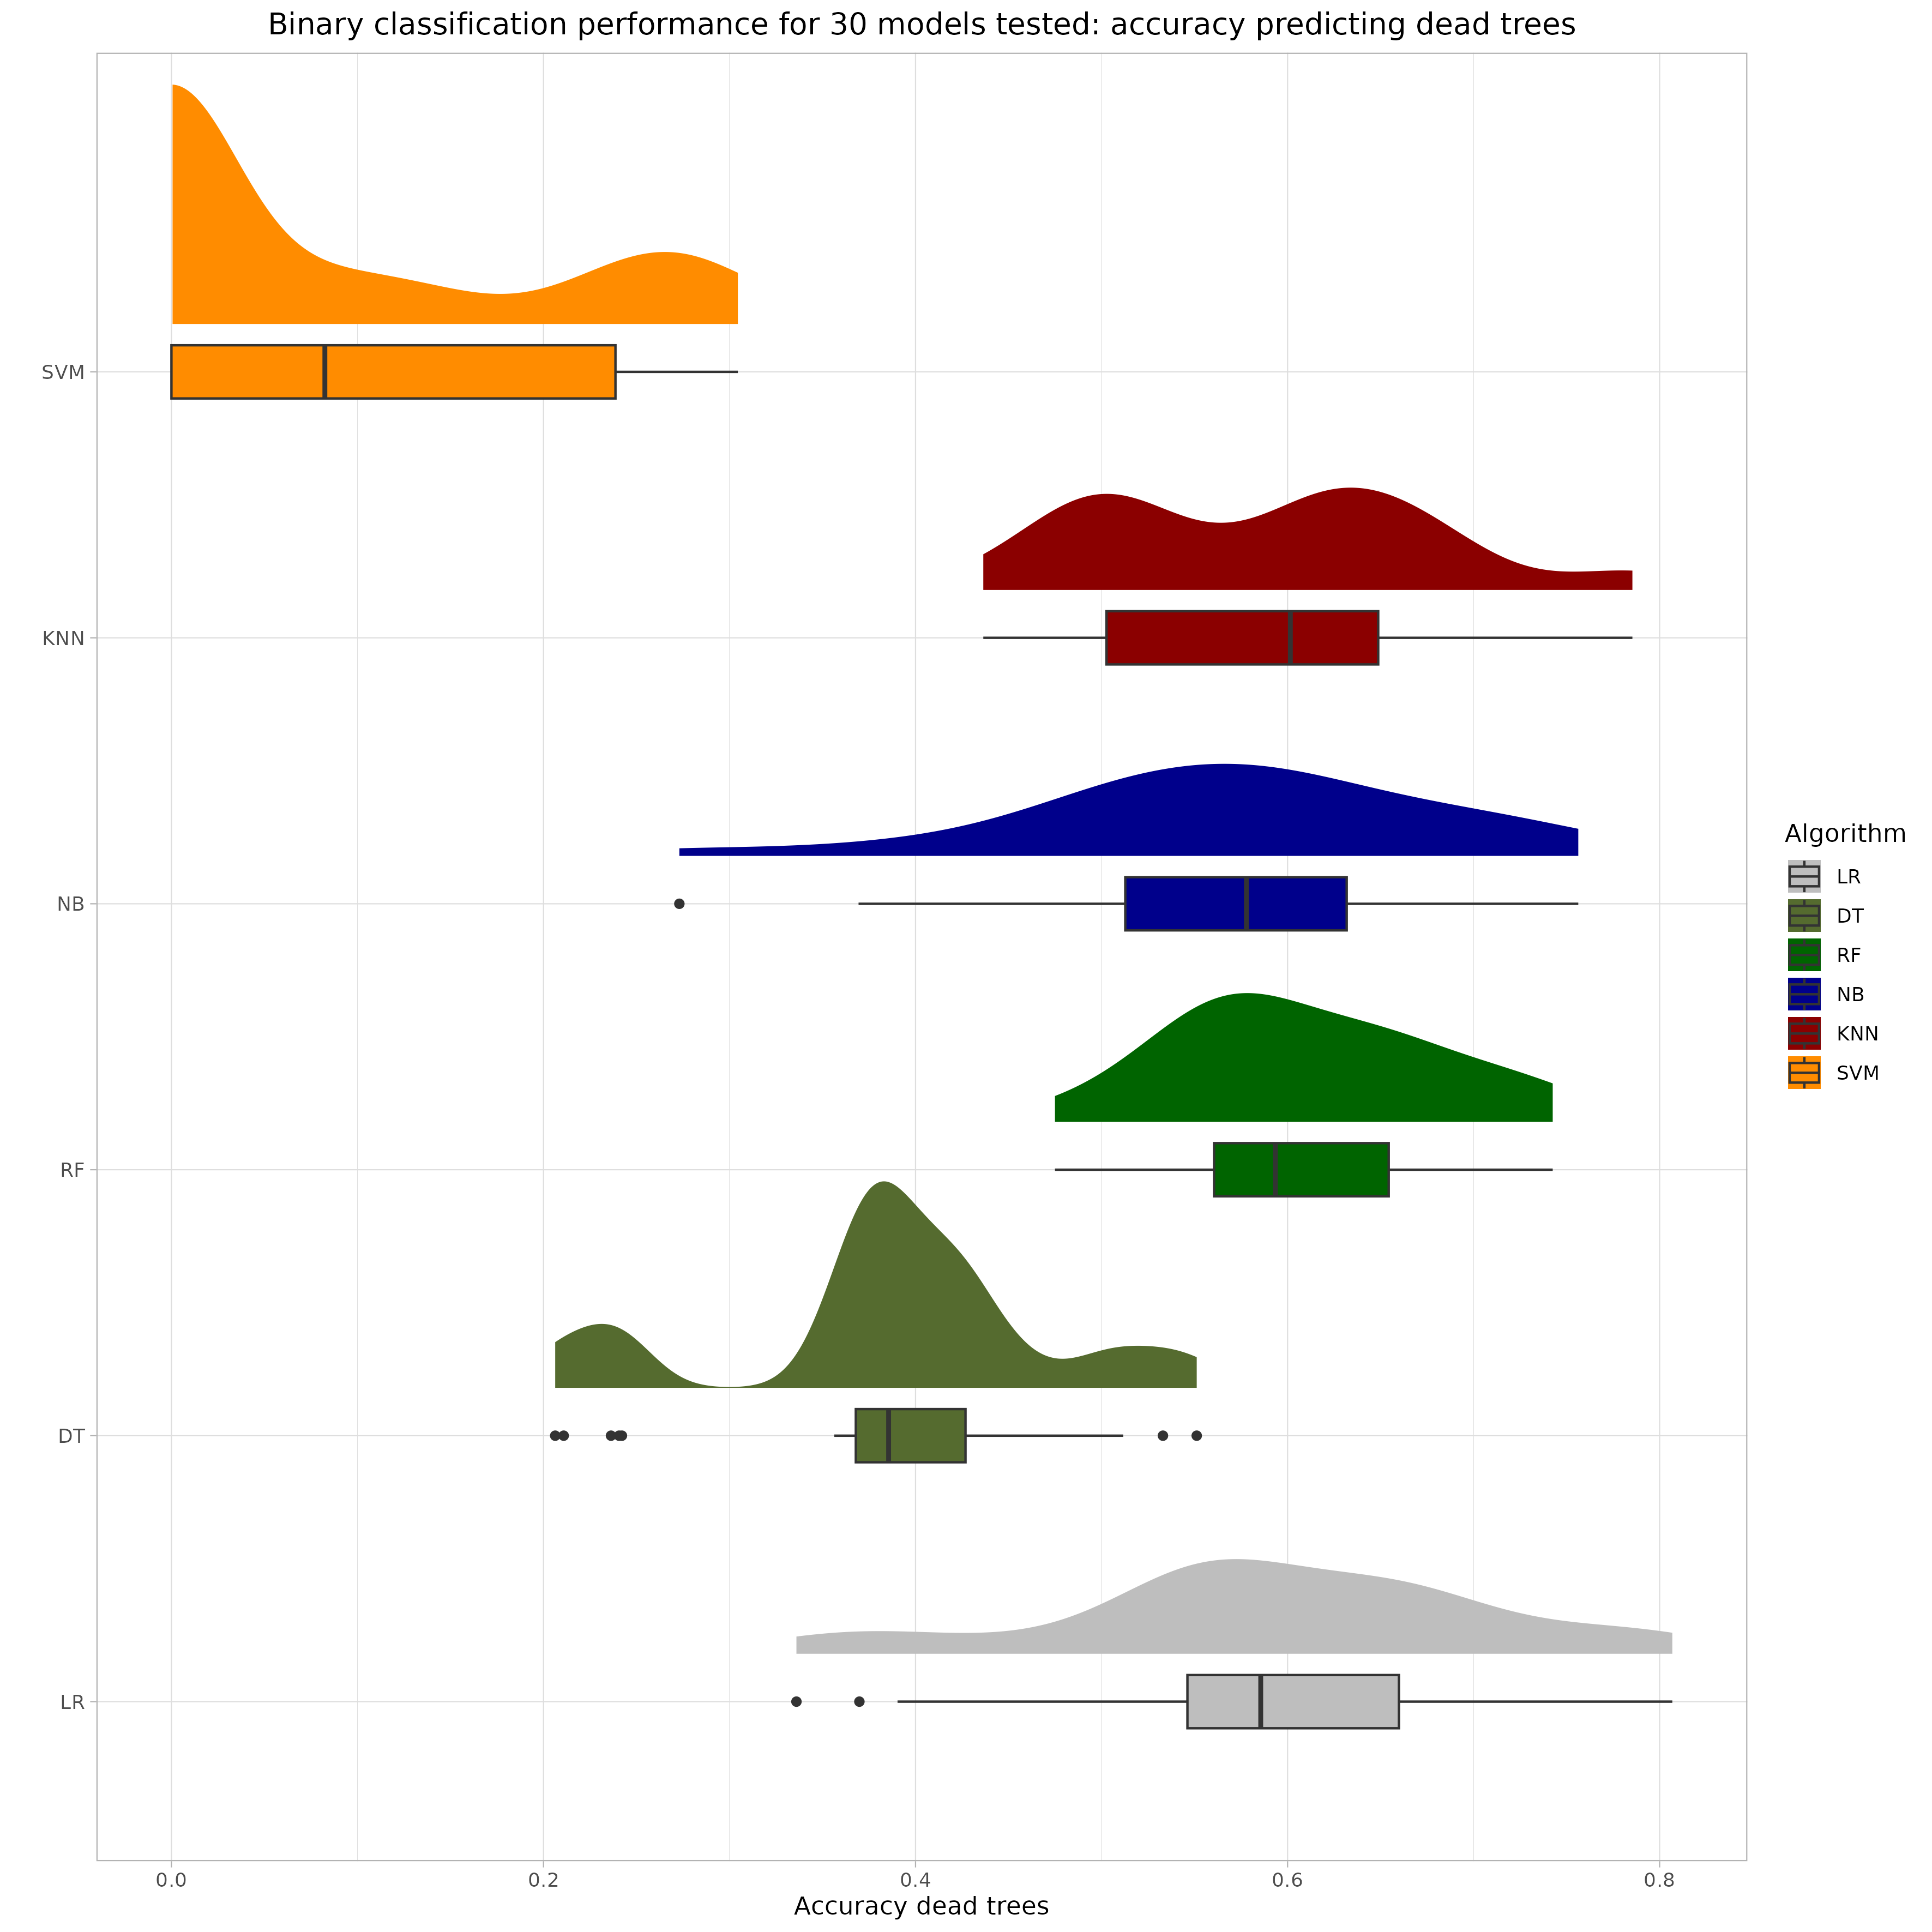 Binary classification performance for 30 models tested: accuracy predicting dead trees
SVM
KNN
NB
RF
DT
LR
0.0 0.2 0.4 0.6 0.8
Accuracy dead trees
Algorithm
LR
DT
RF
NB
KNN
SVM